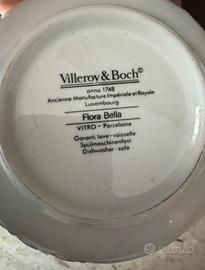 Villeroy & Boch©
anno 1748
Ancienne Manufacture Impériale et Royale
Luxembourg
Flora Bella
VITRO - Porcelaine
Garanti lave-vaisselle
Spülmaschinenfest
Dishwasher-safe
subito